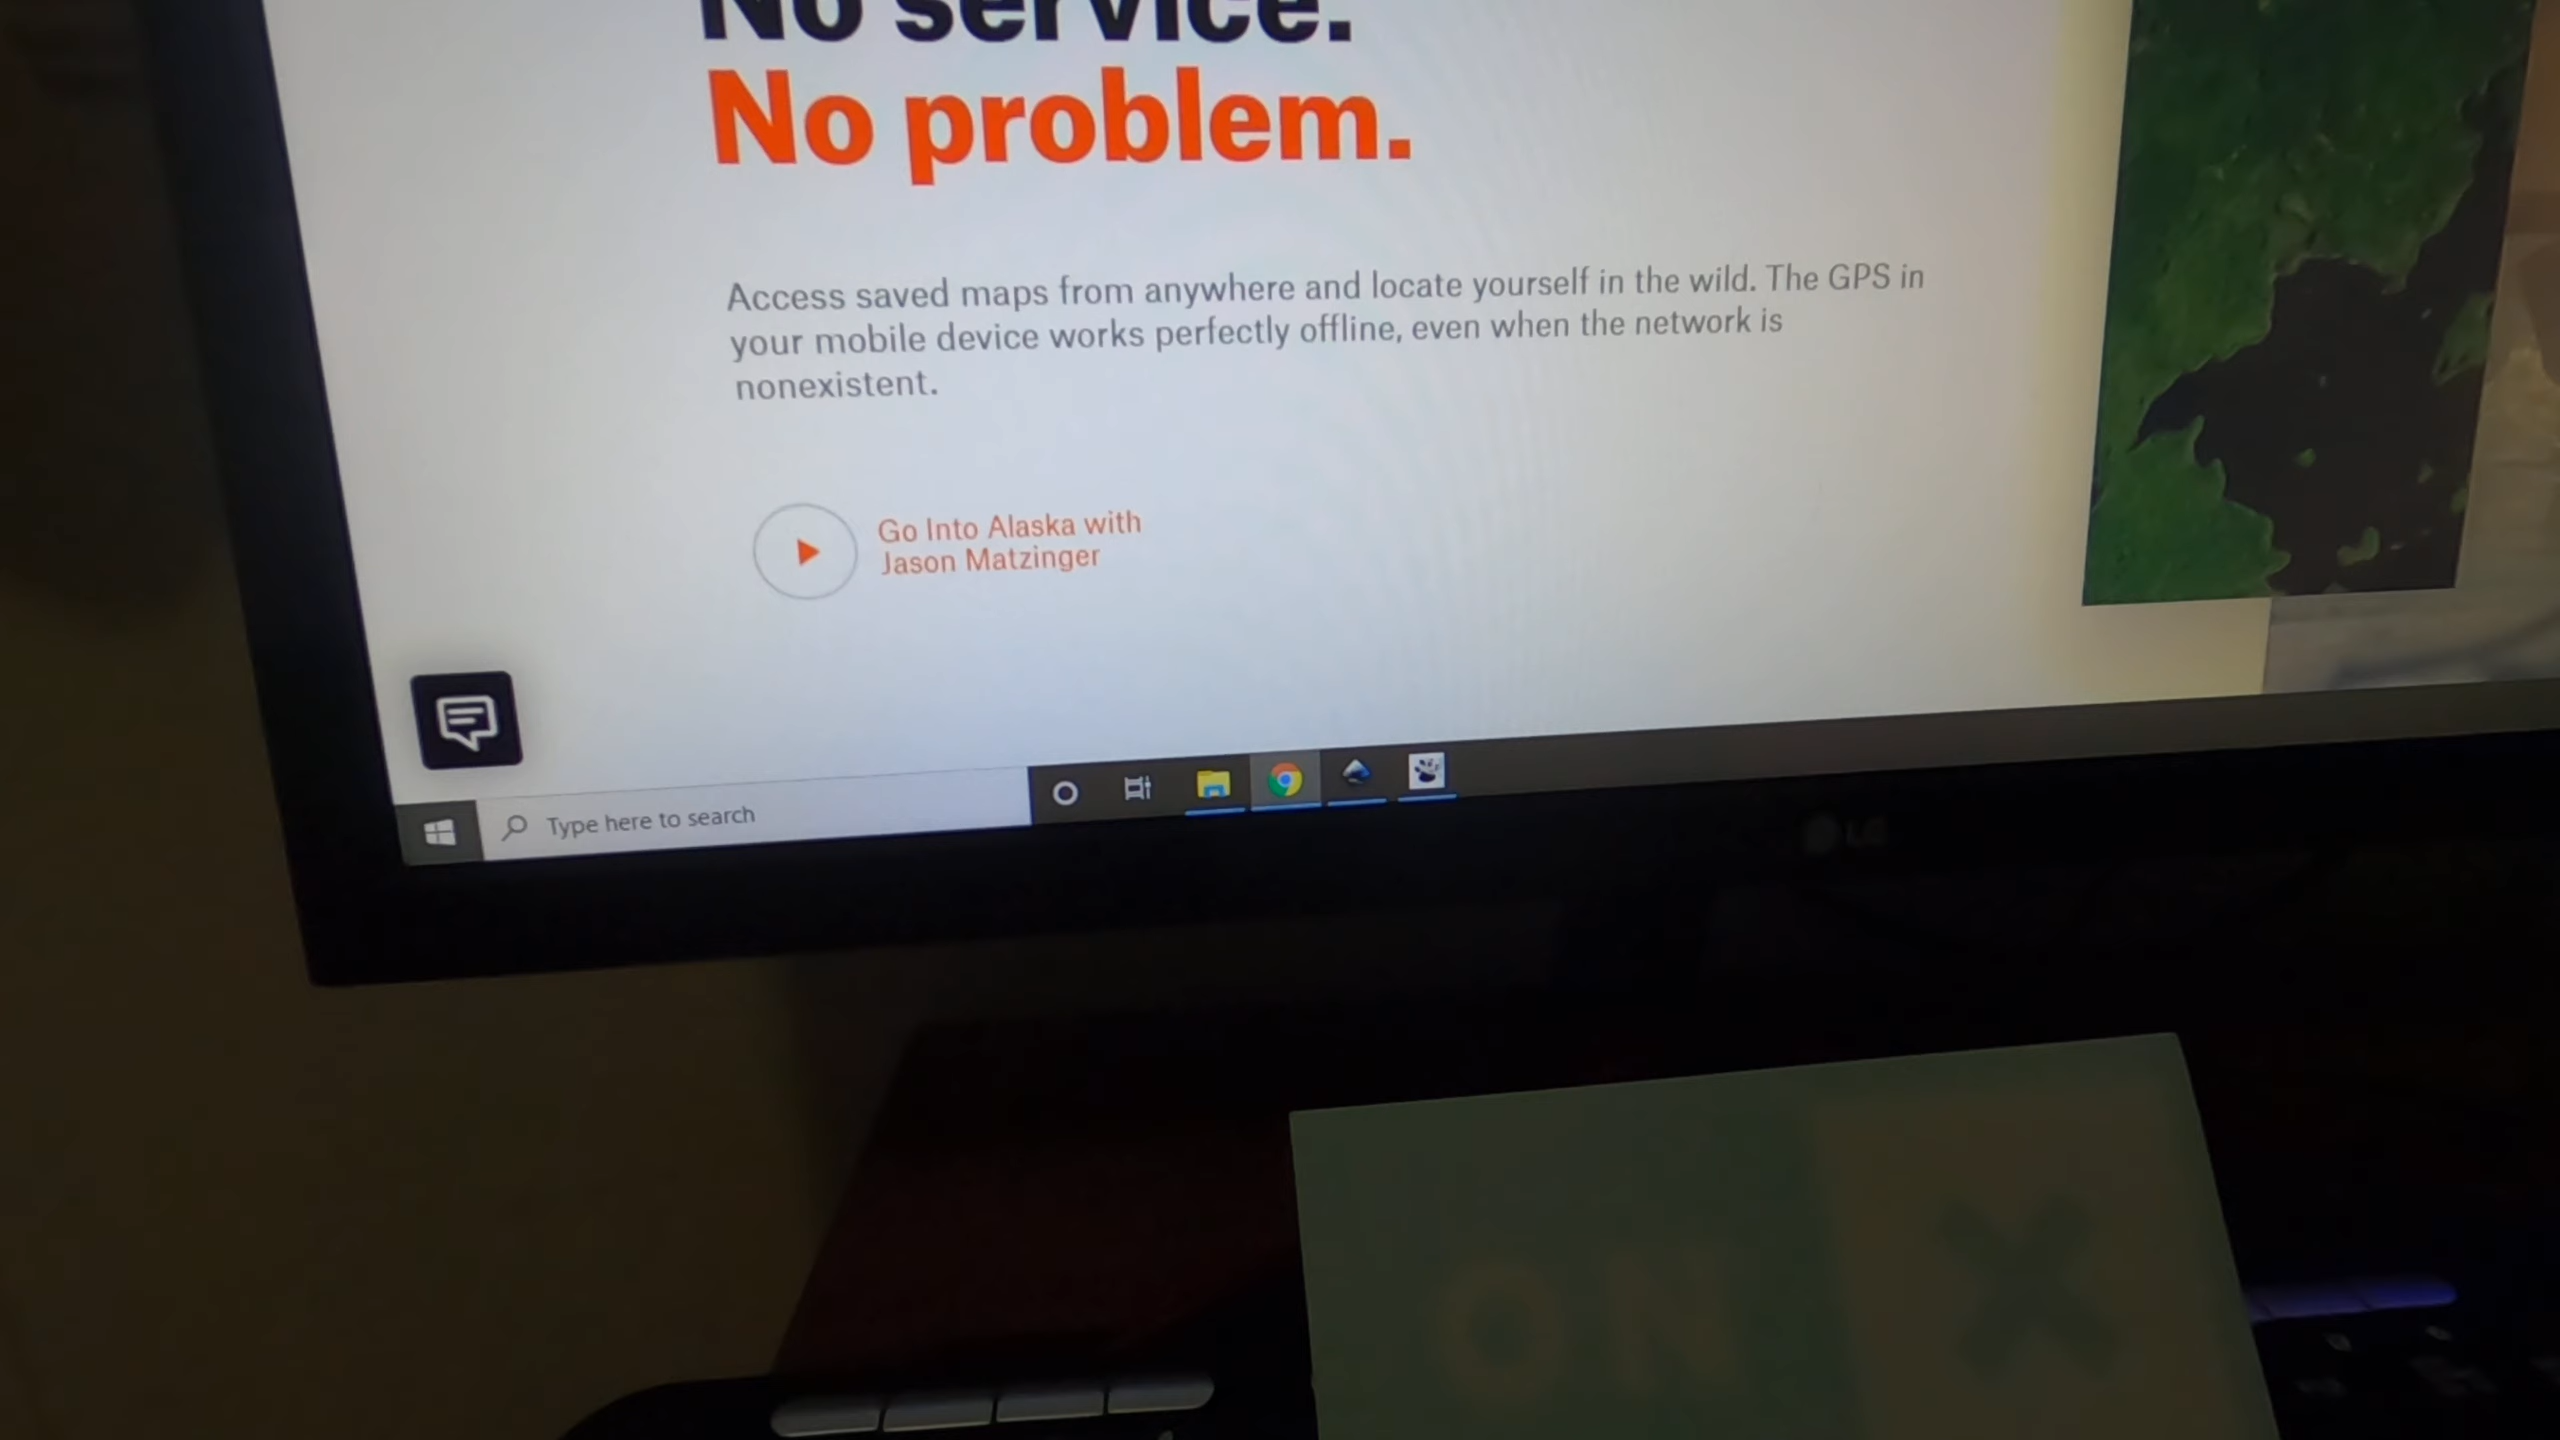 No service.
No problem.
Access saved maps from anywhere and locate yourself in the wild. The GPS in
your mobile device works perfectly offline, even when the network is
nonexistent.
Go Into Alaska with
Jason Matzinger
Type here to search
LG
ON X